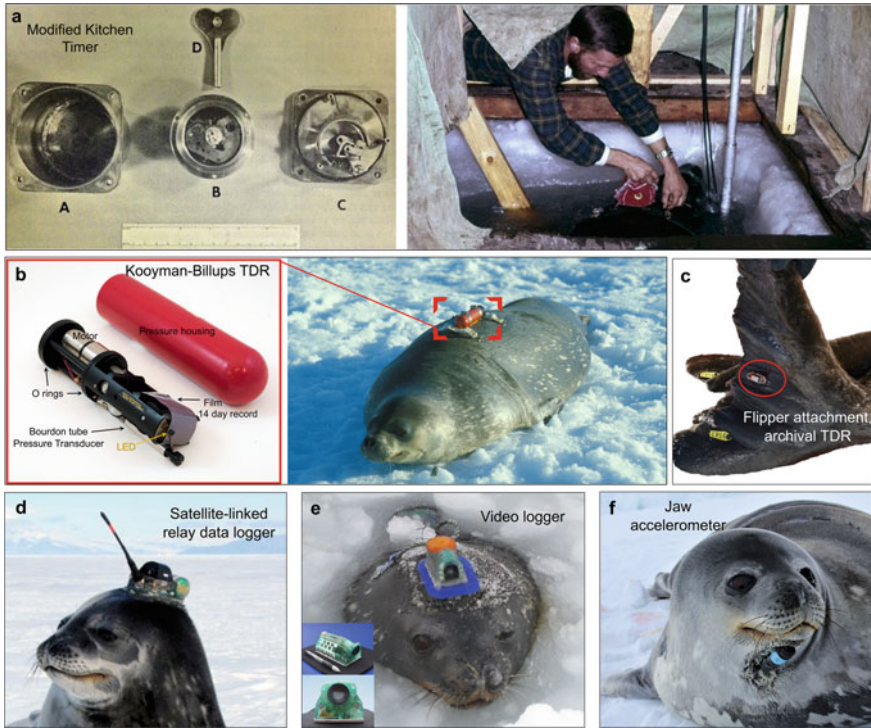 a
Modified Kitchen
Timer
D
A
B
C
b
Kooyman-Billups TDR
Pressure housing
Motor
O rings
Film
14 day record
Bourdon tube
Pressure Transducer
LED
c
Flipper attachment,
archival TDR
d
Satellite-linked
relay data logger
e
Video logger
f
Jaw
accelerometer